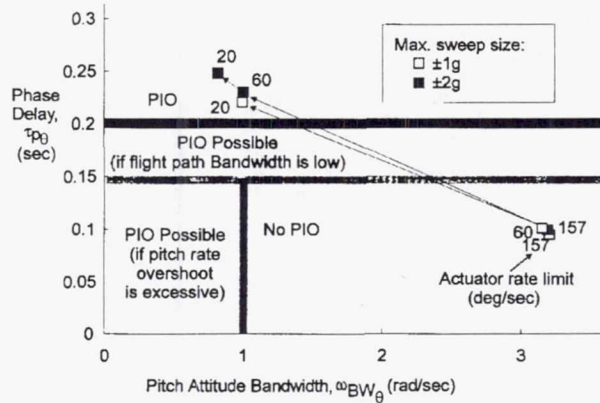 0.3
0.25
0.2
0.15
0.1
0.05
0
Phase
Delay,
τpθ
(sec)
Max. sweep size:
±1g
±2g
20
60
20
PIO
PIO Possible
(if flight path Bandwidth is low)
PIO Possible
(if pitch rate
overshoot
is excessive)
No PIO
60
157
157
Actuator rate limit
(deg/sec)
0
1
2
3
Pitch Attitude Bandwidth, ωBWθ (rad/sec)